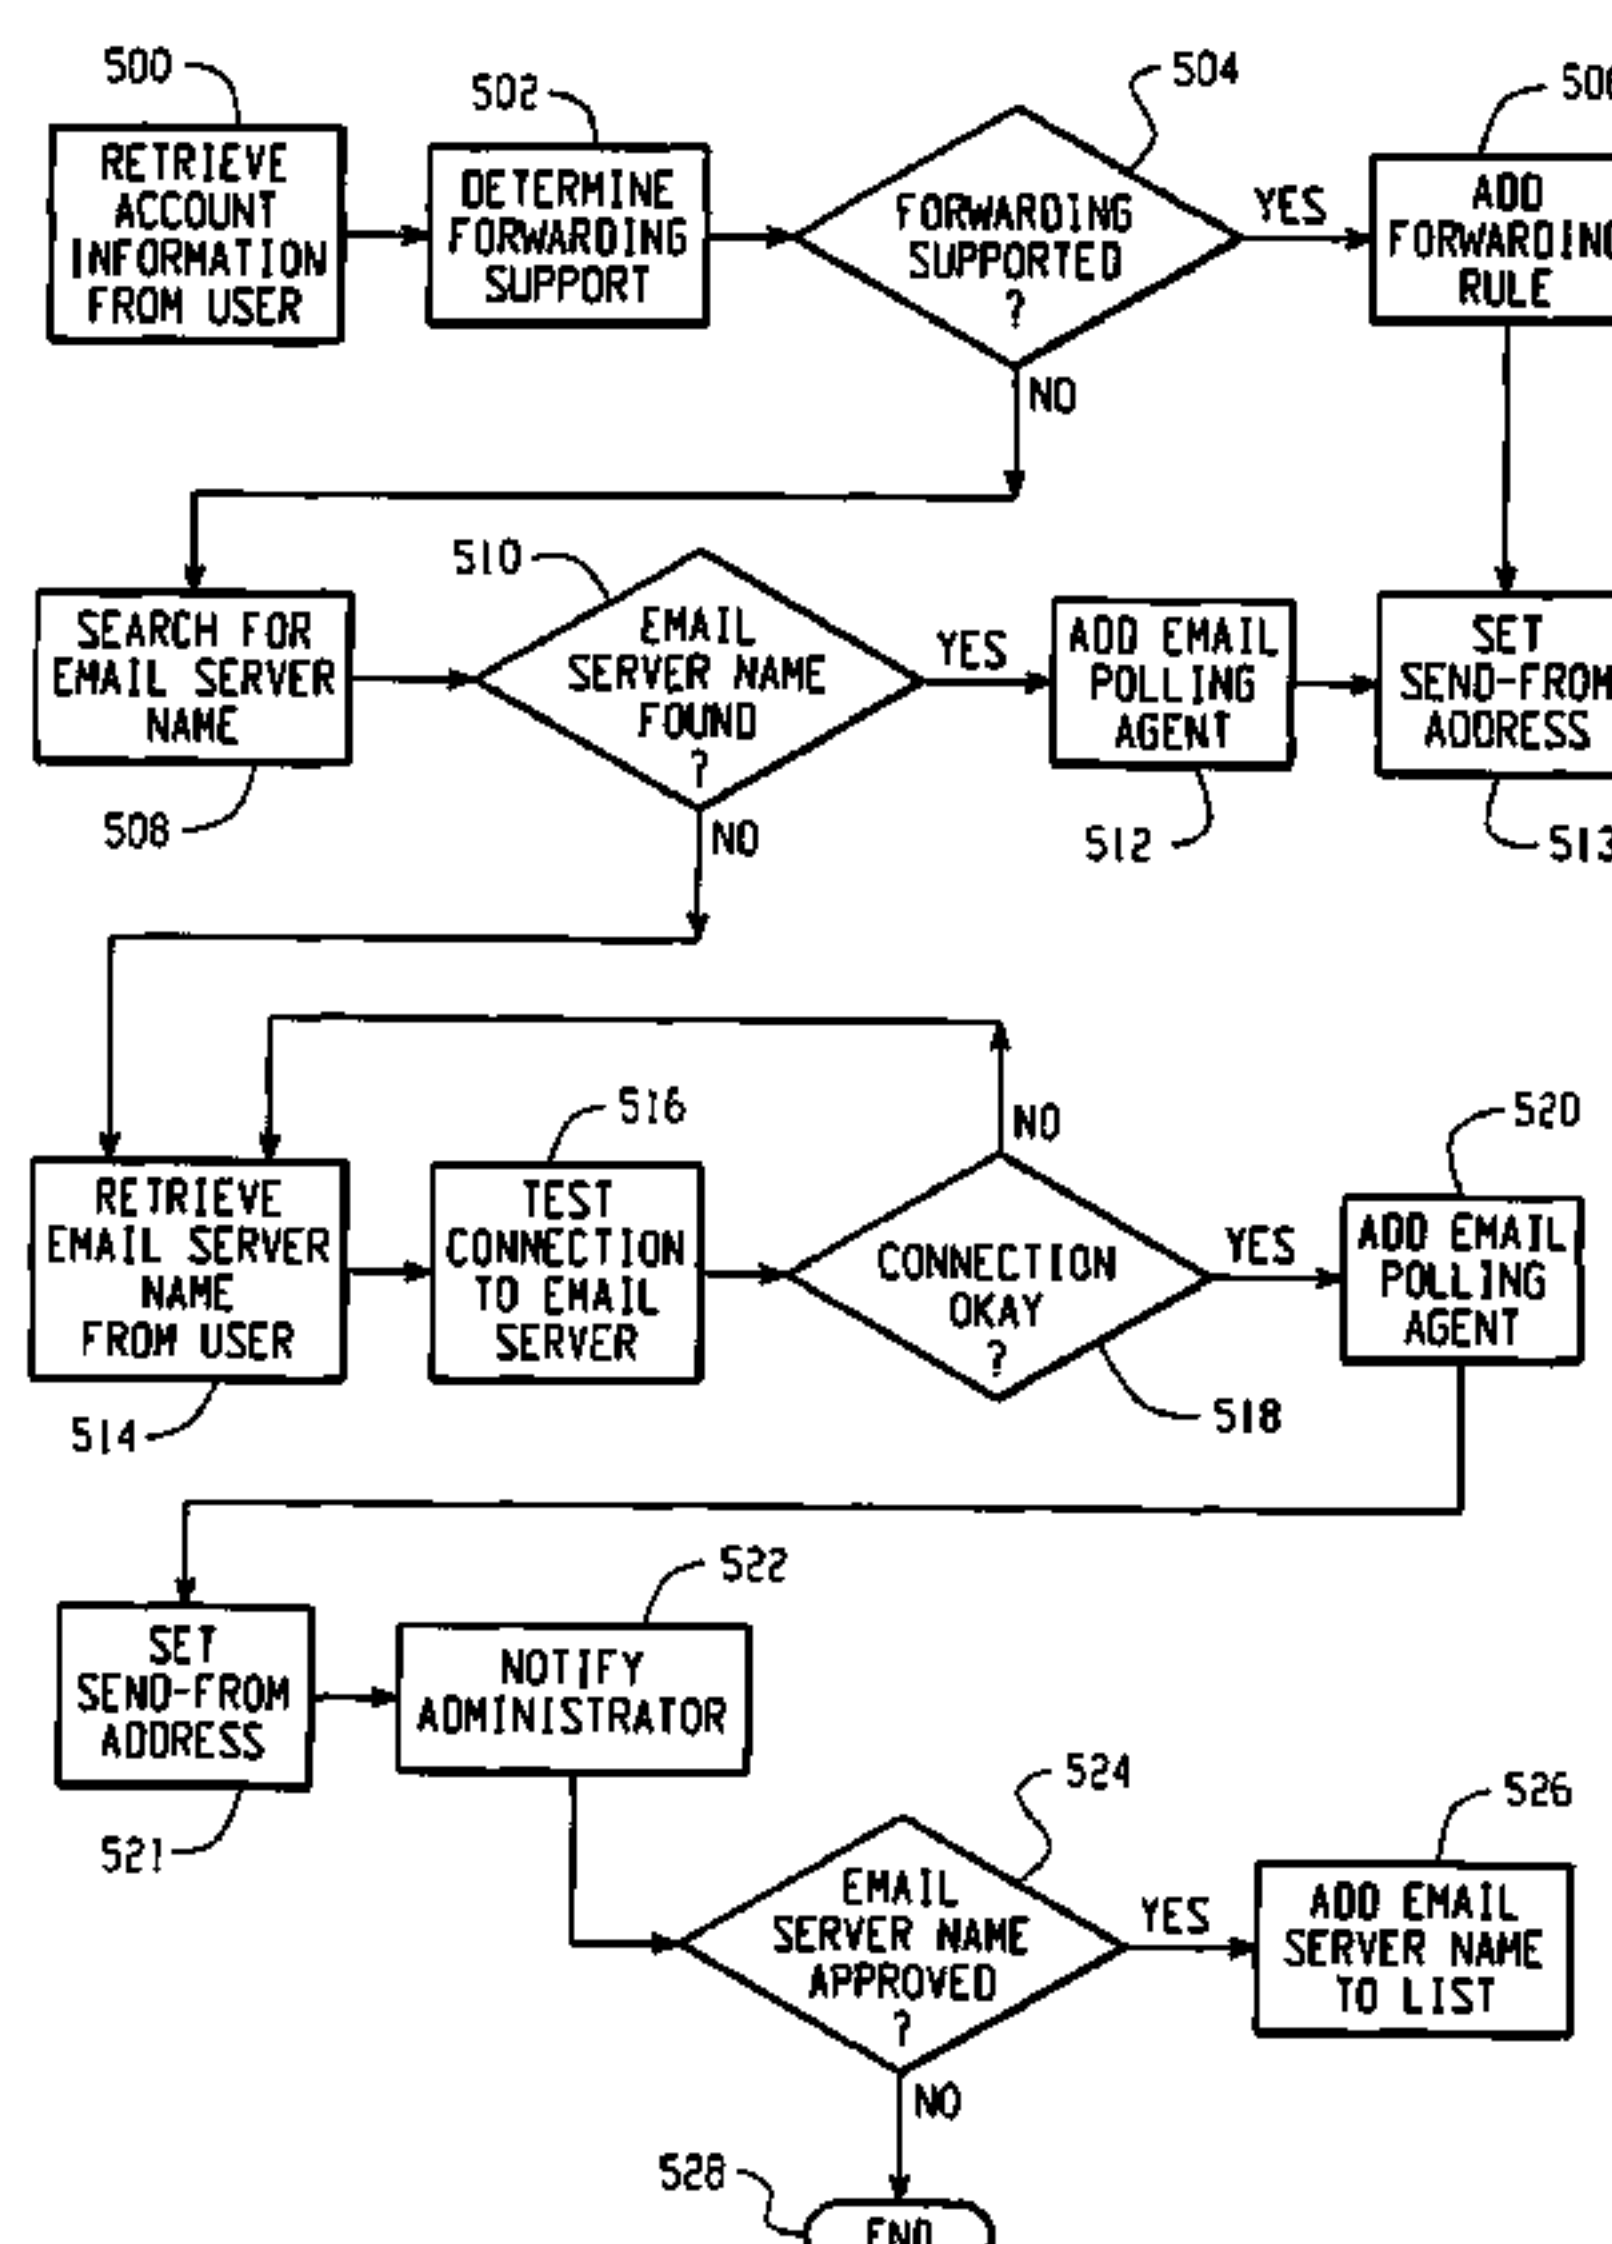 500
RETRIEVE
ACCOUNT
INFORMATION
FROM USER
502
DETERMINE
FORWARDING
SUPPORT
504
FORWARDING
SUPPORTED
?
YES
NO
ADD
FORWARDING
RULE
508
SEARCH FOR
EMAIL SERVER
NAME
510
EMAIL
SERVER NAME
FOUND
?
YES
NO
512
ADD EMAIL
POLLING
AGENT
513
SET
SEND-FROM
ADDRESS
514
RETRIEVE
EMAIL SERVER
NAME
FROM USER
516
TEST
CONNECTION
TO EMAIL
SERVER
518
CONNECTION
OKAY
?
NO
YES
520
ADD EMAIL
POLLING
AGENT
521
SET
SEND-FROM
ADDRESS
522
NOTIFY
ADMINISTRATOR
524
EMAIL
SERVER NAME
APPROVED
?
YES
NO
526
ADD EMAIL
SERVER NAME
TO LIST
528
END